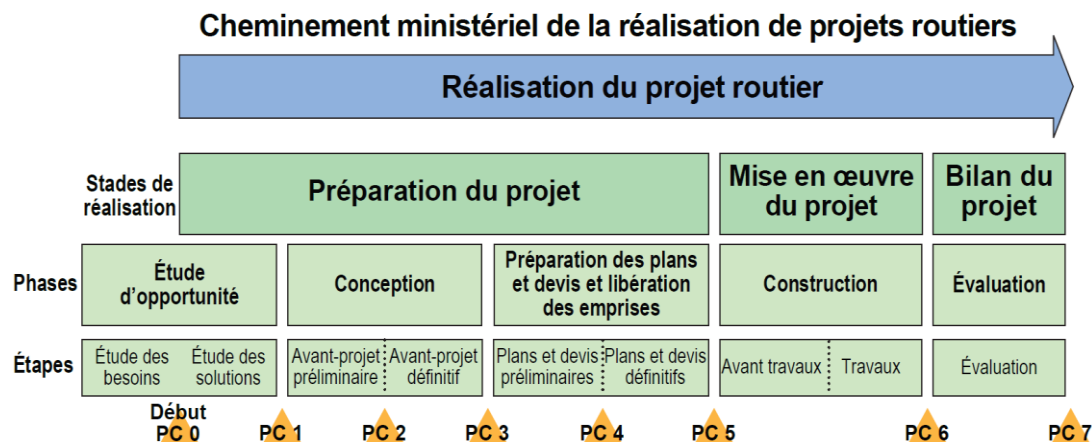 Cheminement ministériel de la réalisation de projets routiers
Réalisation du projet routier
Stades de
réalisation
Préparation du projet
Mise en œuvre
du projet
Bilan du
projet
Phases
Étude
d'opportunité
Conception
Préparation des plans
et devis et libération
des emprises
Construction
Évaluation
Étapes
Étude des
besoins
Étude des
solutions
Avant-projet
préliminaire
Avant-projet
définitif
Plans et devis
préliminaires
Plans et devis
définitifs
Avant travaux
Travaux
Évaluation
Début
PC 0
PC 1
PC 2
PC 3
PC 4
PC 5
PC 6
PC 7